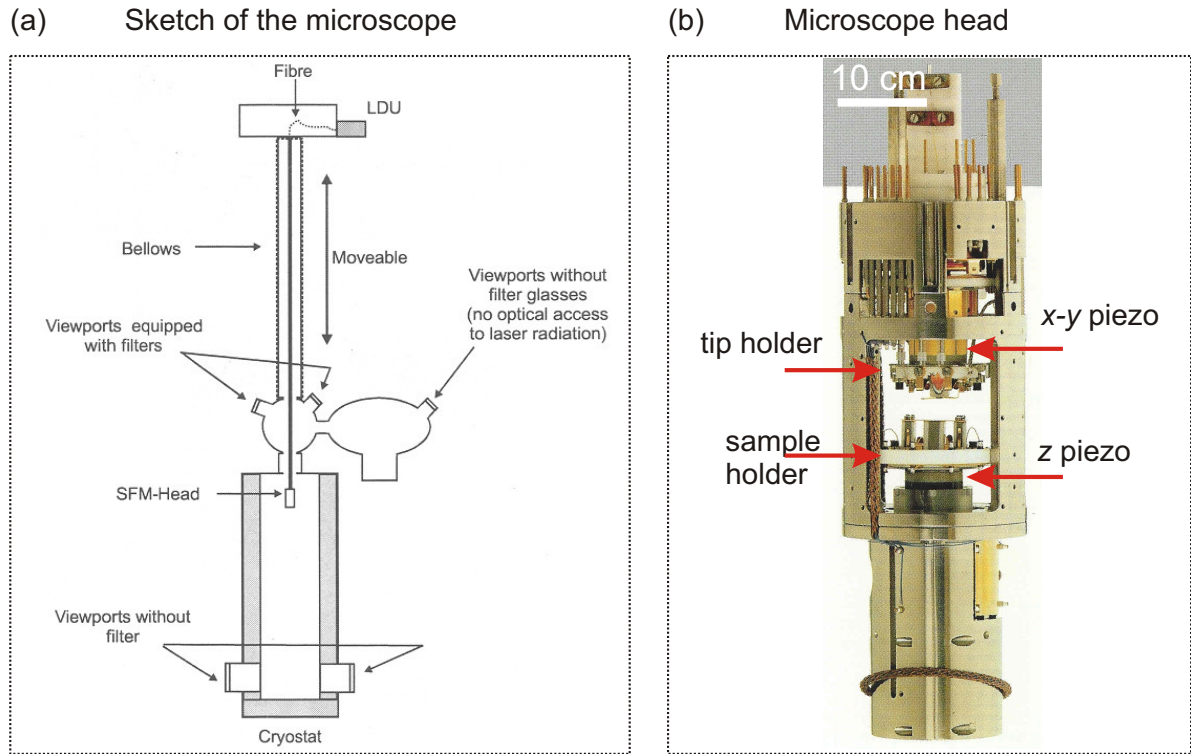 (a) Sketch of the microscope
Fibre
LDU
Bellows
Moveable
Viewports without
filter glasses
(no optical access
to laser radiation)
Viewports equipped
with filters
SFM-Head
Viewports without
filter
Cryostat
(b) Microscope head
10 cm
x-y piezo
tip holder
sample
holder
z piezo